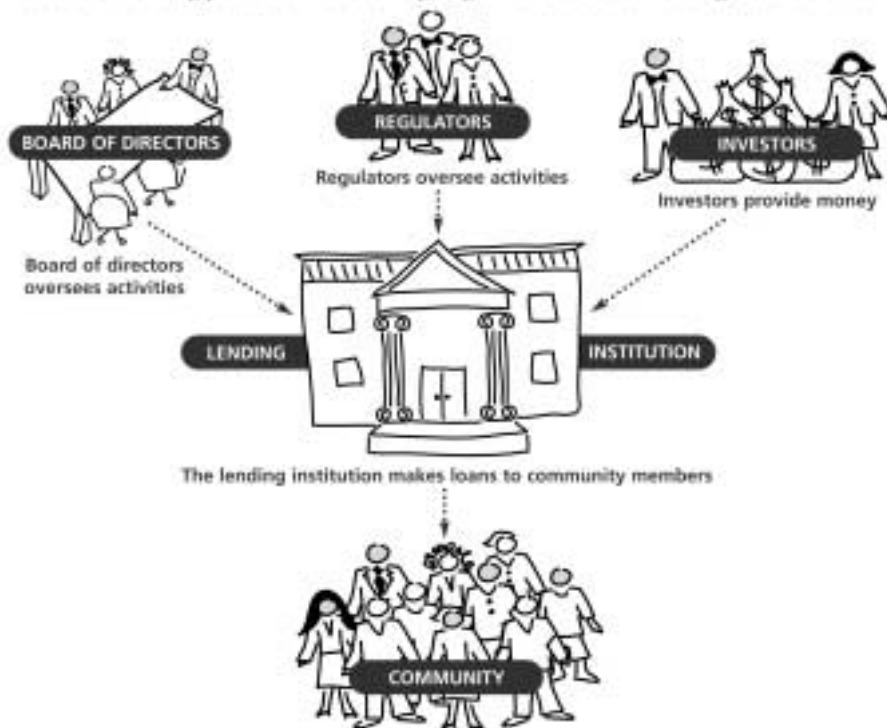 BOARD OF DIRECTORS
REGULATORS
INVESTORS
Regulators oversee activities
Investors provide money
Board of directors
oversees activities
LENDING
INSTITUTION
The lending institution makes loans to community members
COMMUNITY